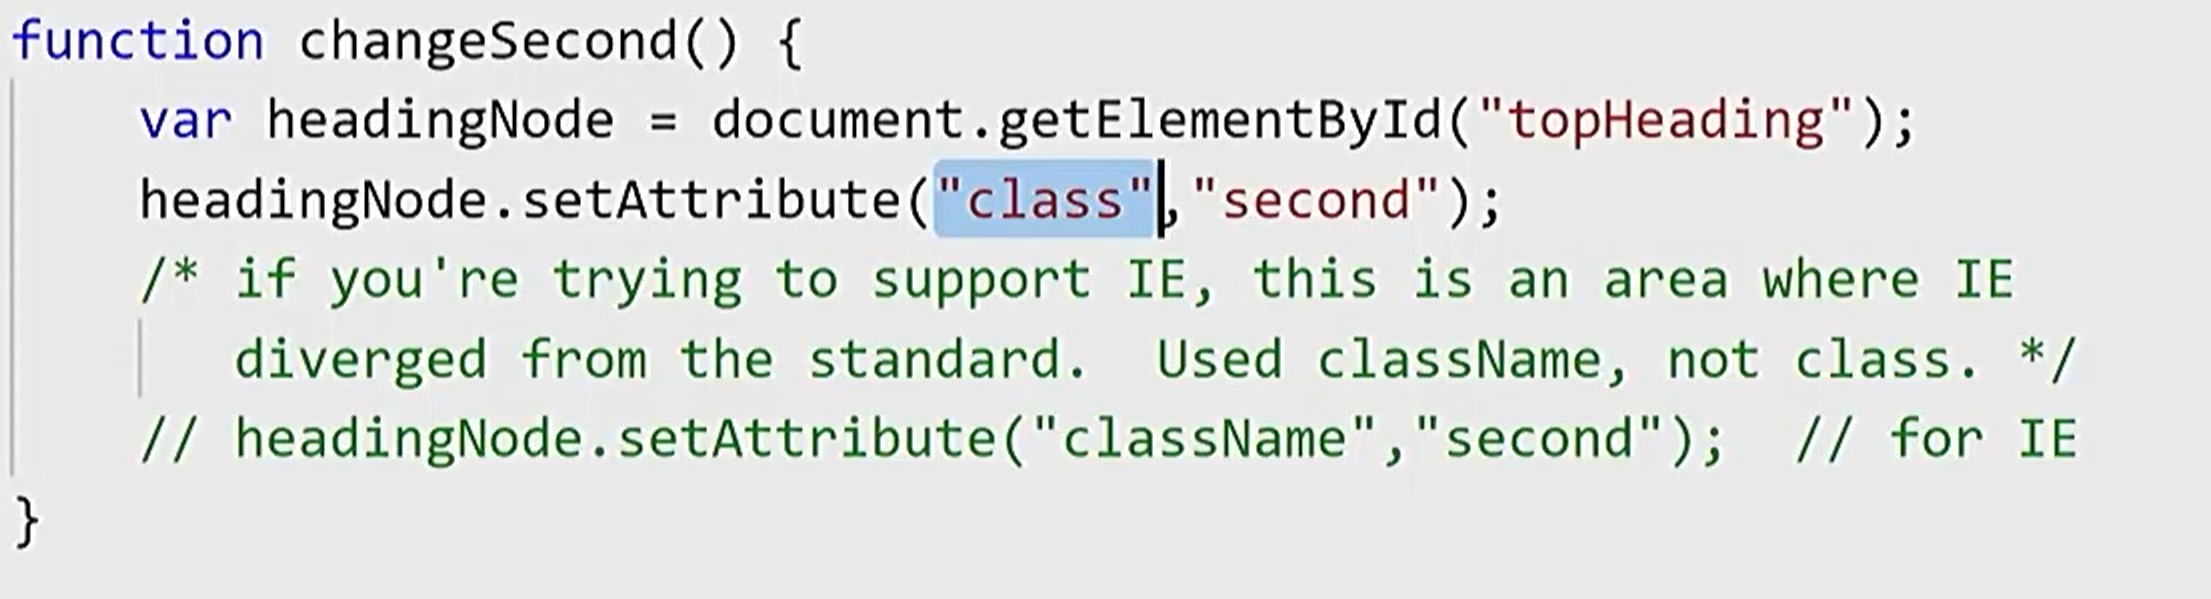 function changeSecond() {
var headingNode = document.getElementById("topHeading");
headingNode.setAttribute("class","second");
/* if you're trying to support IE, this is an area where IE
diverged from the standard.  Used className, not class. */
// headingNode.setAttribute("className","second");  // for IE
}